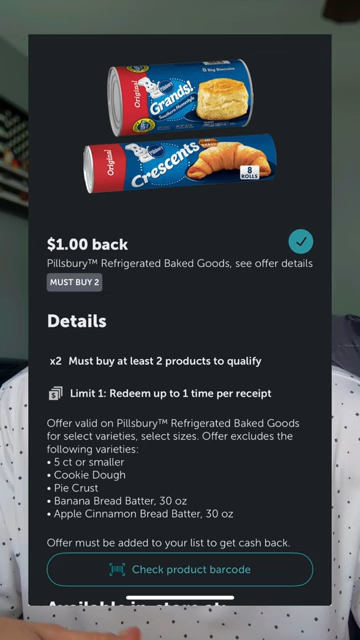 Original
Pillsbury
Grands!
Southern Homestyle
8 Big Biscuits
Original
Pillsbury
Crescents
8
ROLLS
$1.00 back
Pillsbury™ Refrigerated Baked Goods, see offer details
MUST BUY 2
Details
x2 Must buy at least 2 products to qualify
$ Limit 1: Redeem up to 1 time per receipt
Offer valid on Pillsbury™ Refrigerated Baked Goods
for select varieties, select sizes. Offer excludes the
following varieties:
• 5 ct or smaller
• Cookie Dough
• Pie Crust
• Banana Bread Batter, 30 oz
• Apple Cinnamon Bread Batter, 30 oz
Offer must be added to your list to get cash back.
Check product barcode